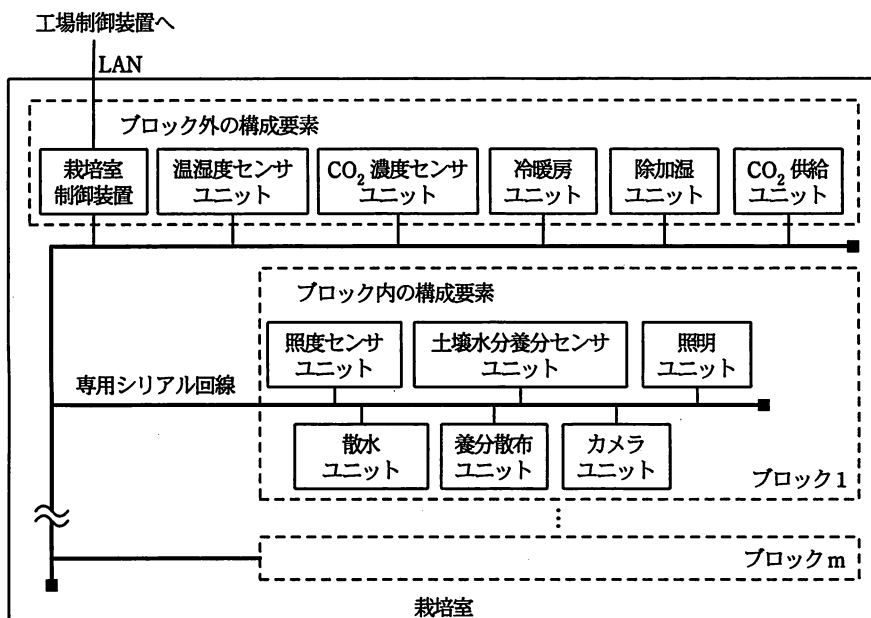 工場制御装置へ
LAN
ブロック外の構成要素
栽培室
制御装置
温湿度センサ
ユニット
CO₂ 濃度センサ
ユニット
冷暖房
ユニット
除加湿
ユニット
CO₂ 供給
ユニット
ブロック内の構成要素
照度センサ
ユニット
土壌水分養分センサ
ユニット
照明
ユニット
専用シリアル回線
散水
ユニット
養分散布
ユニット
カメラ
ユニット
ブロック1
⋮
ブロックm
栽培室